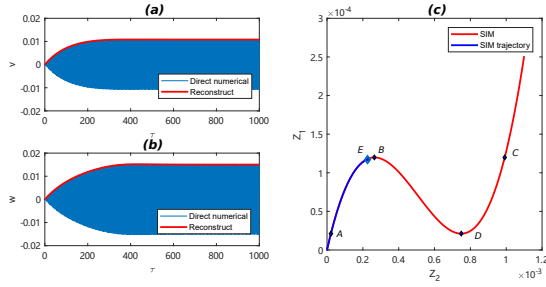 (a)
0.02
0.01
0
-0.01
-0.02
v
Direct numerical
Reconstruct
0 200 400 600 800 1000
τ
(b)
0.02
0.01
0
-0.01
-0.02
w
Direct numerical
Reconstruct
0 200 400 600 800 1000
τ
(c)
×10⁻⁴
3
2.5
2
1.5
1
0.5
0
Z₁
SIM
SIM trajectory
E B C
A D
0 0.2 0.4 0.6 0.8 1 1.2
Z₂ ×10⁻³